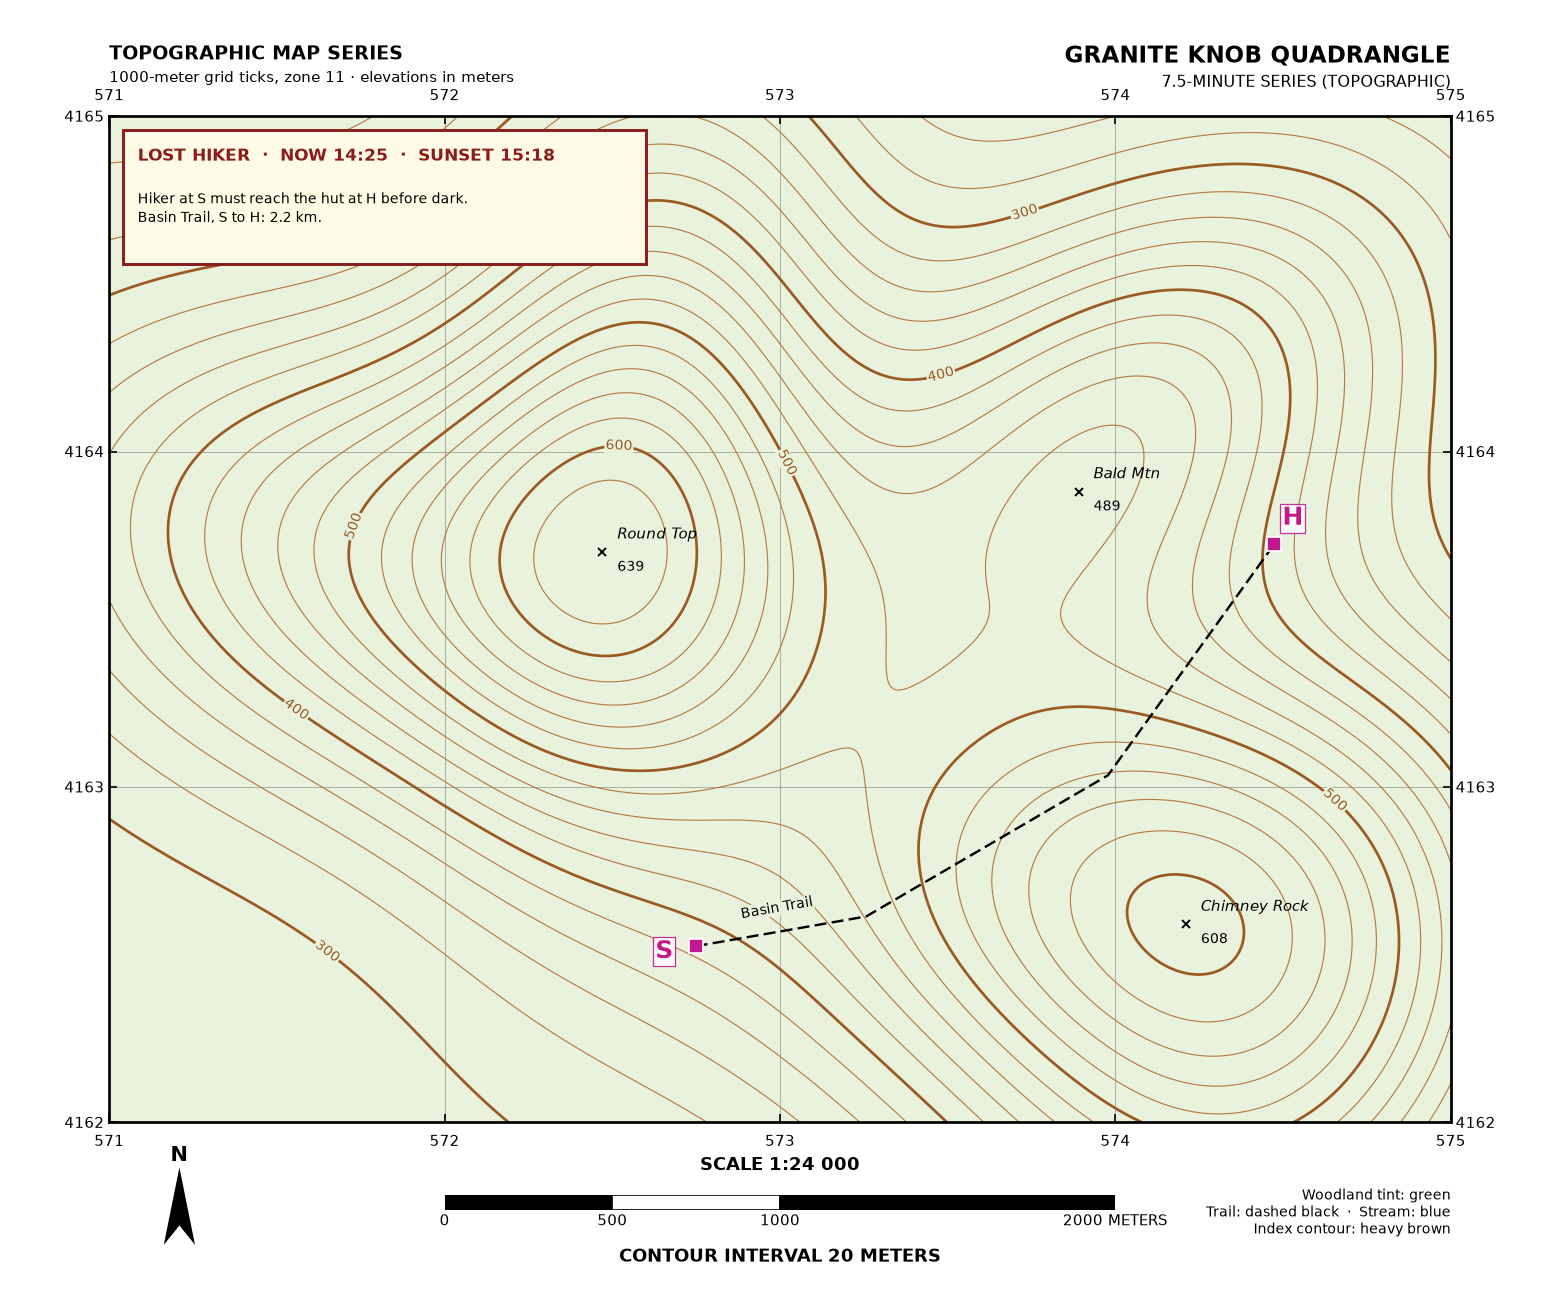 TOPOGRAPHIC MAP SERIES
1000-meter grid ticks, zone 11 · elevations in meters
GRANITE KNOB QUADRANGLE
7.5-MINUTE SERIES (TOPOGRAPHIC)
571 572 573 574 575
4165 4165
LOST HIKER · NOW 14:25 · SUNSET 15:18
Hiker at S must reach the hut at H before dark.
Basin Trail, S to H: 2.2 km.
300
400
600
500
4164 4164
Bald Mtn
489
H
500
Round Top
639
400
4163 4163
500
Basin Trail
Chimney Rock
608
S
300
4162 4162
571 572 573 574 575
N
SCALE 1:24 000
0 500 1000 2000 METERS
CONTOUR INTERVAL 20 METERS
Woodland tint: green
Trail: dashed black · Stream: blue
Index contour: heavy brown